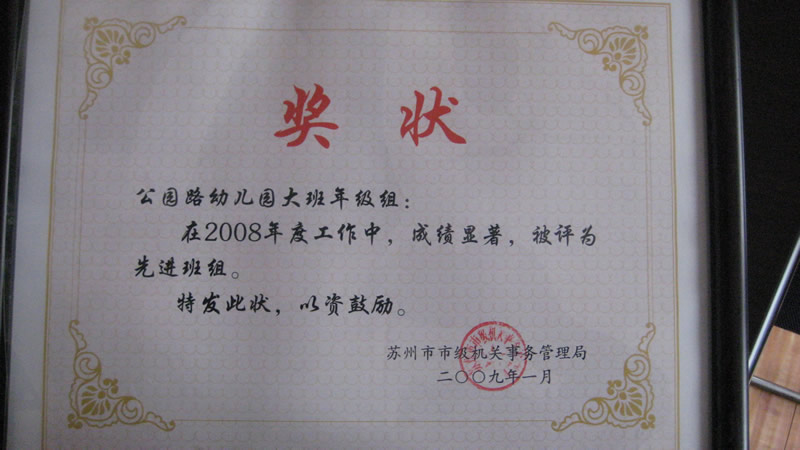 奖状
公园路幼儿园大班年级组：
在2008年度工作中，成绩显著，被评为
先进班组。
特发此状，以资鼓励。
苏州市市级机关事务管理局
二〇〇九年一月